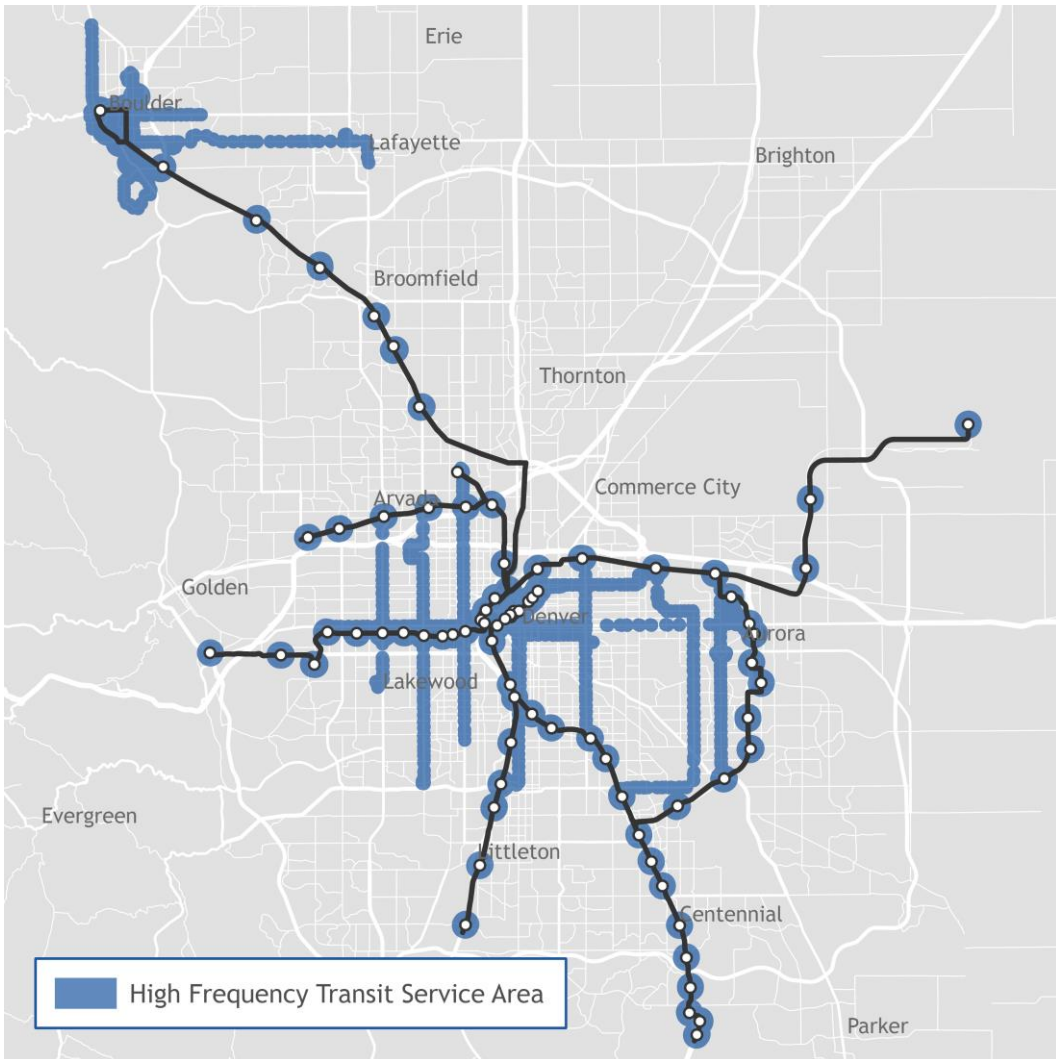 Erie
Boulder
Lafayette
Brighton
Broomfield
Thornton
Arvada
Commerce City
Golden
Denver
Aurora
Lakewood
Evergreen
Littleton
Centennial
High Frequency Transit Service Area
Parker